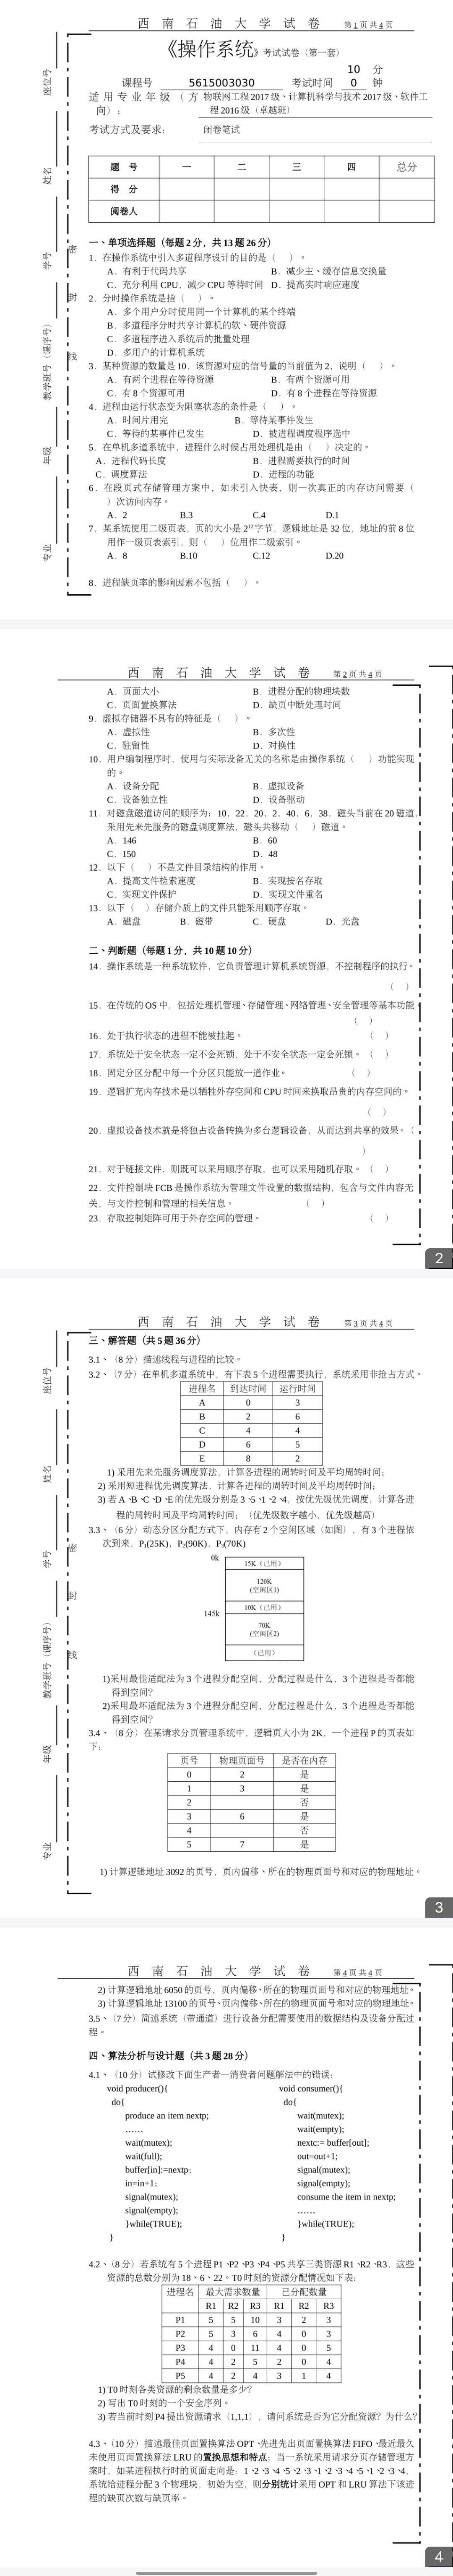 西 南 石 油 大 学 试 卷 第 1 页 共 4 页
《操作系统》考试试卷（第一套）
课程号 5615003030 考试时间 100 分钟
适用专业年级（方向）： 物联网工程 2017 级、计算机科学与技术 2017 级、软件工程 2016 级（卓越班）
考试方式及要求： 闭卷笔试
题 号 一 二 三 四 总分
得 分
阅卷人
座位号
姓名
学号
教学班号（课序号）
年级
专业
密
封
线
一、单项选择题（每题 2 分，共 13 题 26 分）
1．在操作系统中引入多道程序设计的目的是（ ）。
A．有利于代码共享 B．减少主、缓存信息交换量
C．充分利用 CPU，减少 CPU 等待时间 D．提高实时响应速度
2．分时操作系统是指（ ）。
A．多个用户分时使用同一个计算机的某个终端
B．多道程序分时共享计算机的软、硬件资源
C．多道程序进入系统后的批量处理
D．多用户的计算机系统
3．某种资源的数量是 10，该资源对应的信号量的当前值为 2，说明（ ）。
A．有两个进程在等待资源 B．有两个资源可用
C．有 8 个资源可用 D．有 8 个进程在等待资源
4．进程由运行状态变为阻塞状态的条件是（ ）。
A．时间片用完 B．等待某事件发生
C．等待的某事件已发生 D．被进程调度程序选中
5．在单机多道系统中，进程什么时候占用处理机是由（ ）决定的。
A．进程代码长度 B．进程需要执行的时间
C．调度算法 D．进程的功能
6．在段页式存储管理方案中，如未引入快表，则一次真正的内存访问需要（
）次访问内存。
A．2 B.3 C.4 D.1
7．某系统使用二级页表，页的大小是 2¹²字节，逻辑地址是 32 位，地址的前 8 位
用作一级页表索引，则（ ）位用作二级索引。
A．8 B.10 C.12 D.20
8．进程缺页率的影响因素不包括（ ）。
西 南 石 油 大 学 试 卷 第 2 页 共 4 页
A．页面大小 B．进程分配的物理块数
C．页面置换算法 D．缺页中断处理时间
9．虚拟存储器不具有的特征是（ ）。
A．虚拟性 B．多次性
C．驻留性 D．对换性
10．用户编制程序时，使用与实际设备无关的名称是由操作系统（ ）功能实现
的。
A．设备分配 B．虚拟设备
C．设备独立性 D．设备驱动
11．对磁盘磁道访问的顺序为：10，22，20，2，40，6，38，磁头当前在 20 磁道，
采用先来先服务的磁盘调度算法，磁头共移动（ ）磁道。
A．146 B．60
C．150 D．48
12．以下（ ）不是文件目录结构的作用。
A．提高文件检索速度 B．实现按名存取
C．实现文件保护 D．实现文件重名
13．以下（ ）存储介质上的文件只能采用顺序存取。
A．磁盘 B．磁带 C．硬盘 D．光盘
二、判断题（每题 1 分，共 10 题 10 分）
14．操作系统是一种系统软件，它负责管理计算机系统资源，不控制程序的执行。
（ ）
15．在传统的 OS 中，包括处理机管理、存储管理、网络管理、安全管理等基本功能。
（ ）
16．处于执行状态的进程不能被挂起。 （ ）
17．系统处于安全状态一定不会死锁，处于不安全状态一定会死锁。（ ）
18．固定分区分配中每一个分区只能放一道作业。 （ ）
19．逻辑扩充内存技术是以牺牲外存空间和 CPU 时间来换取昂贵的内存空间的。
（ ）
20．虚拟设备技术就是将独占设备转换为多台逻辑设备，从而达到共享的效果。（
）
21．对于链接文件，则既可以采用顺序存取，也可以采用随机存取。（ ）
22．文件控制块 FCB 是操作系统为管理文件设置的数据结构，包含与文件内容无
关，与文件控制和管理的相关信息。 （ ）
23．存取控制矩阵可用于外存空间的管理。 （ ）
2
西 南 石 油 大 学 试 卷 第 3 页 共 4 页
座位号
姓名
学号
教学班号（课序号）
年级
专业
密
封
线
三、解答题（共 5 题 36 分）
3.1、（8 分）描述线程与进程的比较。
3.2、（7 分）在单机多道系统中，有下表 5 个进程需要执行，系统采用非抢占方式。
进程名 到达时间 运行时间
A 0 3
B 2 6
C 4 4
D 6 5
E 8 2
1) 采用先来先服务调度算法，计算各进程的周转时间及平均周转时间；
2) 采用短进程优先调度算法，计算各进程的周转时间及平均周转时间；
3) 若 A、B、C、D、E 的优先级分别是 3、5、1、2、4，按优先级优先调度，计算各进
程的周转时间及平均周转时间；（优先级数字越小，优先级越高）
3.3、（6 分）动态分区分配方式下，内存有 2 个空闲区域（如图），有 3 个进程依
次到来，P₁(25K)，P₂(90K)，P₃(70K)
0k
15K（已用）
120K
(空闲区1)
10K（已用）
145k
70K
(空闲区2)
（已用）
1)采用最佳适配法为 3 个进程分配空间，分配过程是什么、3 个进程是否都能
得到空间？
2)采用最坏适配法为 3 个进程分配空间，分配过程是什么、3 个进程是否都能
得到空间？
3.4、（8 分）在某请求分页管理系统中，逻辑页大小为 2K，一个进程 P 的页表如
下：
页号 物理页面号 是否在内存
0 2 是
1 3 是
2 否
3 6 是
4 否
5 7 是
1) 计算逻辑地址 3092 的页号，页内偏移、所在的物理页面号和对应的物理地址。
3
西 南 石 油 大 学 试 卷 第 4 页 共 4 页
2) 计算逻辑地址 6050 的页号，页内偏移、所在的物理页面号和对应的物理地址。
3) 计算逻辑地址 13100 的页号、页内偏移、所在的物理页面号和对应的物理地址。
3.5、（7 分）简述系统（带通道）进行设备分配需要使用的数据结构及设备分配过
程。
四、算法分析与设计题（共 3 题 28 分）
4.1、（10 分）试修改下面生产者—消费者问题解法中的错误：
void producer(){ void consumer(){
do{ do{
produce an item nextp; wait(mutex);
…… wait(empty);
wait(mutex); nextc:= buffer[out];
wait(full); out=out+1;
buffer[in]:=nextp； signal(mutex);
in=in+1； signal(empty);
signal(mutex); consume the item in nextp;
signal(empty); ……
}while(TRUE); }while(TRUE);
} }
4.2、（8 分）若系统有 5 个进程 P1、P2、P3、P4、P5 共享三类资源 R1、R2、R3，这些
资源的总数分别为 18、6、22。T0 时刻的资源分配情况如下表：
进程名 最大需求数量 已分配数量
R1 R2 R3 R1 R2 R3
P1 5 5 10 3 2 3
P2 5 3 6 4 0 3
P3 4 0 11 4 0 5
P4 4 2 5 2 0 4
P5 4 2 4 3 1 4
1) T0 时刻各类资源的剩余数量是多少？
2) 写出 T0 时刻的一个安全序列。
3) 若当前时刻 P4 提出资源请求（1,1,1），请问系统是否为它分配资源？为什么？
4.3、（10 分）描述最佳页面置换算法 OPT、先进先出页面置换算法 FIFO、最近最久
未使用页面置换算法 LRU 的置换思想和特点；当一系统采用请求分页存储管理方
案时，如某进程执行时的页面走向是：1、2、3、4、5、2、3、1、2、3、4、5、1、2、3、4，
系统给进程分配 3 个物理块，初始为空，则分别统计采用 OPT 和 LRU 算法下该进
程的缺页次数与缺页率。
4